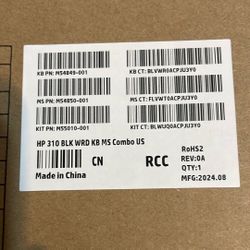 KB PN: M54849-001
KB CT: BLVWR0ACPJU3Y0
MS PN: M54850-001
MS CT: FLVWT0ACPJU3Y0
KIT PN: M55010-001
KIT CT: BLWUQ0ACPJU3Y0
HP 310 BLK WRD KB MS Combo US
CN
RCC
Made in China
RoHS2
REV:0A
QTY:1
MFG:2024.08